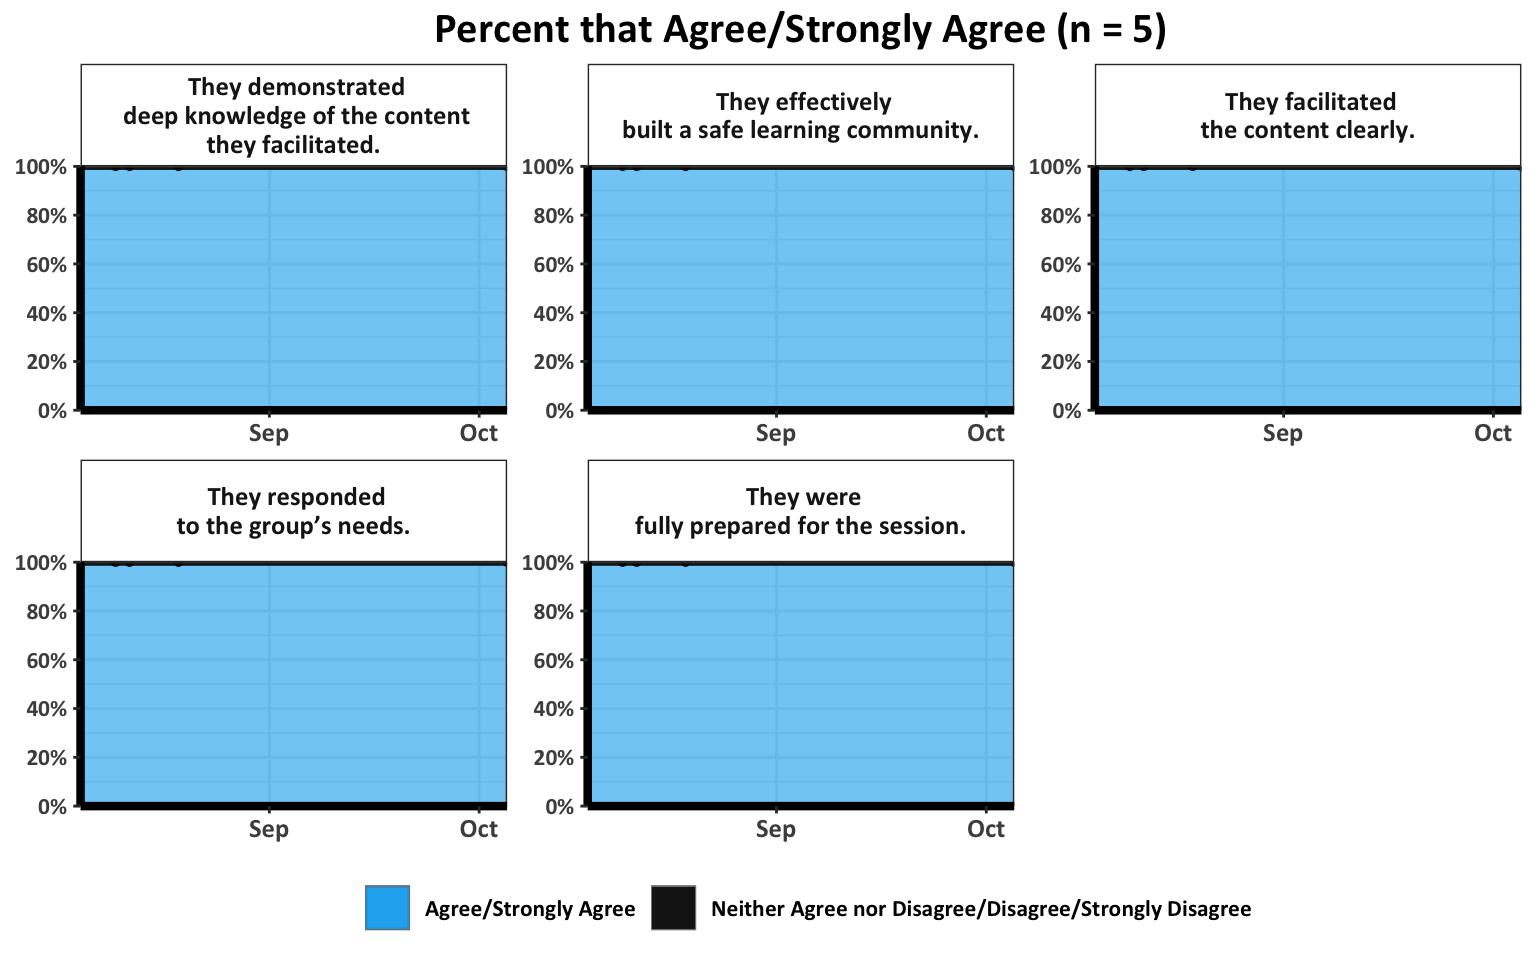 Percent that Agree/Strongly Agree (n = 5)
They demonstrated
deep knowledge of the content
they facilitated.
100%
80%
60%
40%
20%
0%
Sep
Oct
They effectively
built a safe learning community.
100%
80%
60%
40%
20%
0%
Sep
Oct
They facilitated
the content clearly.
100%
80%
60%
40%
20%
0%
Sep
Oct
They responded
to the group’s needs.
100%
80%
60%
40%
20%
0%
Sep
Oct
They were
fully prepared for the session.
100%
80%
60%
40%
20%
0%
Sep
Oct
Agree/Strongly Agree
Neither Agree nor Disagree/Disagree/Strongly Disagree